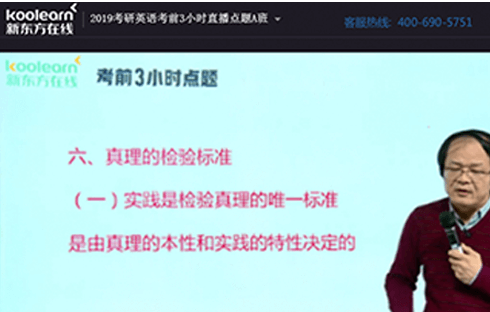 koolearn
新东方在线
2019考研英语考前3小时直播点题A班
客服热线: 400-690-5751
koolearn
新东方在线
考前3小时点题
六、真理的检验标准
（一）实践是检验真理的唯一标准
是由真理的本性和实践的特性决定的